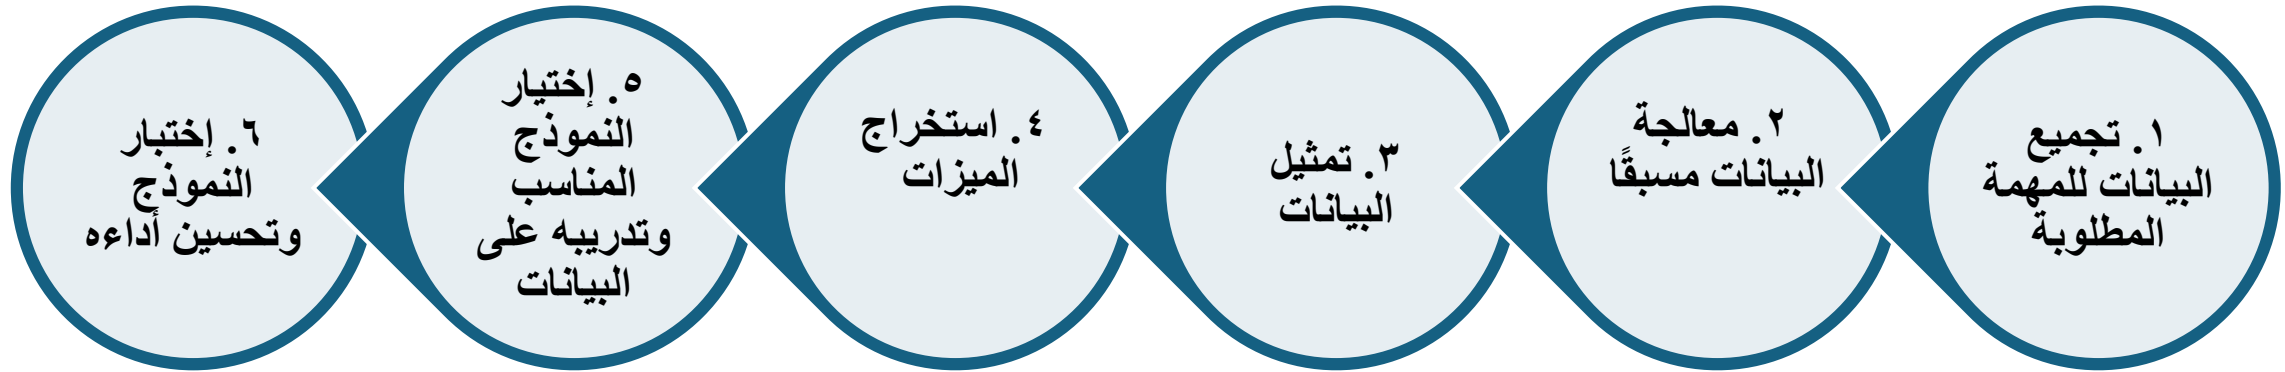 ١. تجميع
البيانات للمهمة
المطلوبة
٢. معالجة
البيانات مسبقًا
٣. تمثيل
البيانات
٤. استخراج
الميزات
٥. إختيار
النموذج
المناسب
وتدريبه على
البيانات
٦. إختبار
النموذج
وتحسين أداءه